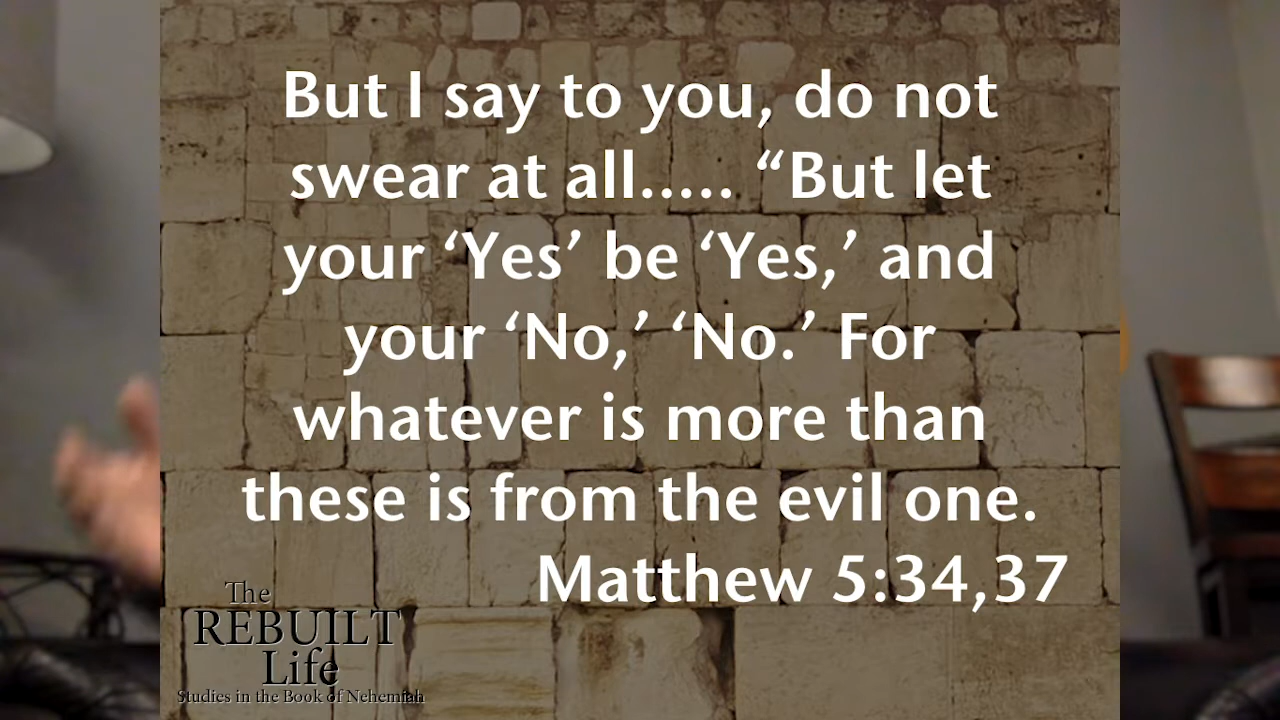 But I say to you, do not
swear at all..... “But let
your ‘Yes’ be ‘Yes,’ and
your ‘No,’ ‘No.’ For
whatever is more than
these is from the evil one.
Matthew 5:34,37
The
REBUILT
Life
Studies in the Book of Nehemiah